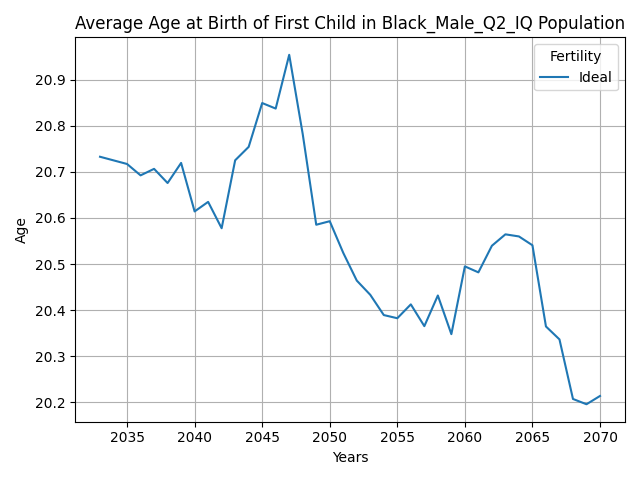 Average Age at Birth of First Child in Black_Male_Q2_IQ Population
Fertility
Ideal
Age
20.9
20.8
20.7
20.6
20.5
20.4
20.3
20.2
2035 2040 2045 2050 2055 2060 2065 2070
Years